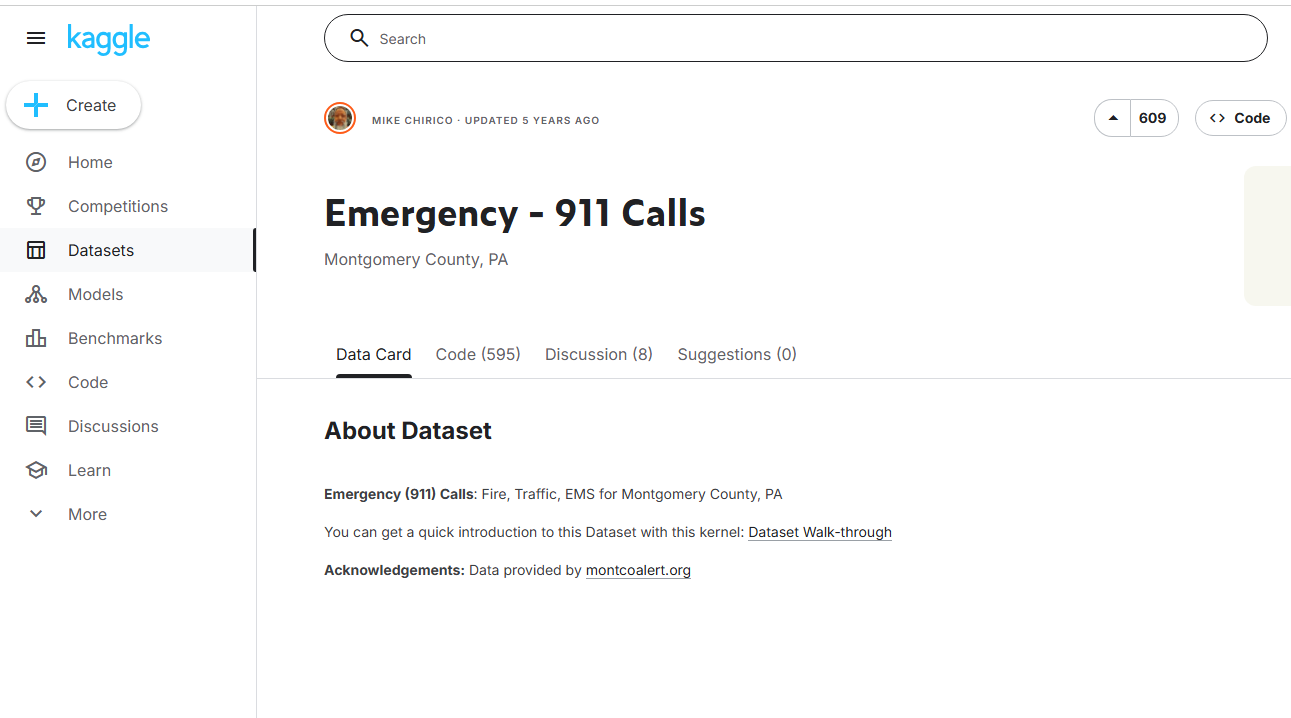 kaggle
Search
Create
Home
Competitions
Datasets
Models
Benchmarks
Code
Discussions
Learn
More
MIKE CHIRICO · UPDATED 5 YEARS AGO
609
Code
Emergency - 911 Calls
Montgomery County, PA
Data Card Code (595) Discussion (8) Suggestions (0)
About Dataset
Emergency (911) Calls: Fire, Traffic, EMS for Montgomery County, PA
You can get a quick introduction to this Dataset with this kernel: Dataset Walk-through
Acknowledgements: Data provided by montcoalert.org